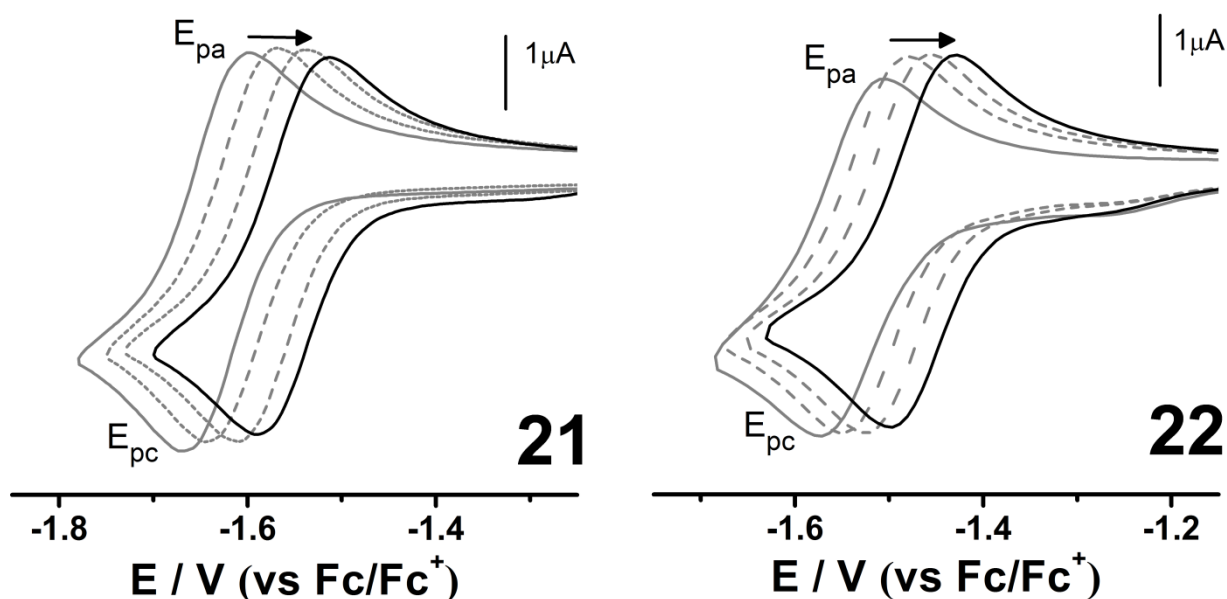 E_pa
1μA
E_pc
21
-1.8 -1.6 -1.4
E / V (vs Fc/Fc⁺)
E_pa
1μA
E_pc
22
-1.6 -1.4 -1.2
E / V (vs Fc/Fc⁺)